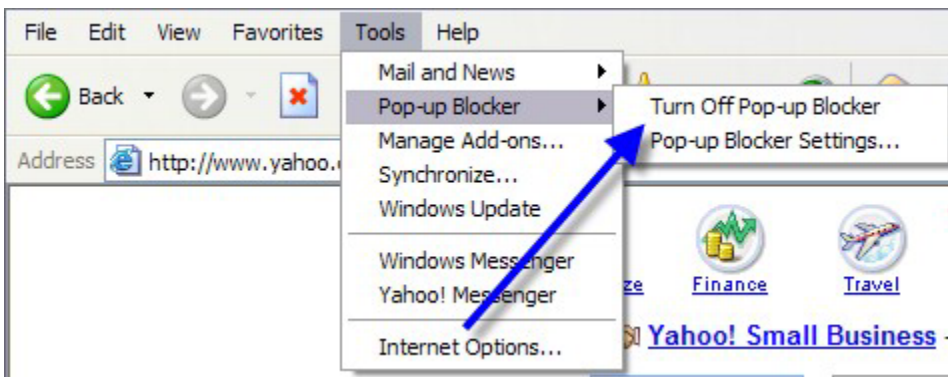 File Edit View Favorites Tools Help
Back
Address http://www.yahoo.
Mail and News
Pop-up Blocker
Manage Add-ons...
Synchronize...
Windows Update
Windows Messenger
Yahoo! Messenger
Internet Options...
Turn Off Pop-up Blocker
Pop-up Blocker Settings...
ze Finance Travel
Yahoo! Small Business -